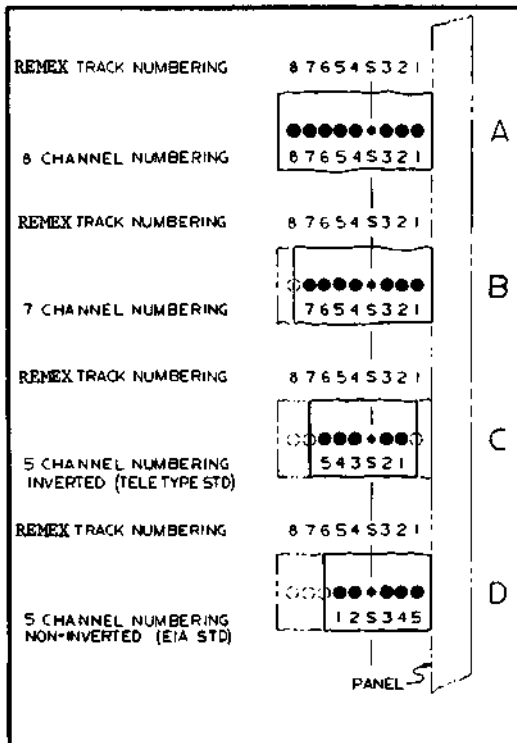 REMEX TRACK NUMBERING 8 7 6 5 4 S 3 2 1
A
8 CHANNEL NUMBERING 8 7 6 5 4 S 3 2 1
REMEX TRACK NUMBERING 8 7 6 5 4 S 3 2 1
B
7 CHANNEL NUMBERING 7 6 5 4 S 3 2 1
REMEX TRACK NUMBERING 8 7 6 5 4 S 3 2 1
C
5 CHANNEL NUMBERING 5 4 3 S 2 1
INVERTED (TELETYPE STD)
REMEX TRACK NUMBERING 8 7 6 5 4 S 3 2 1
D
5 CHANNEL NUMBERING 1 2 S 3 4 5
NON-INVERTED (EIA STD)
PANEL